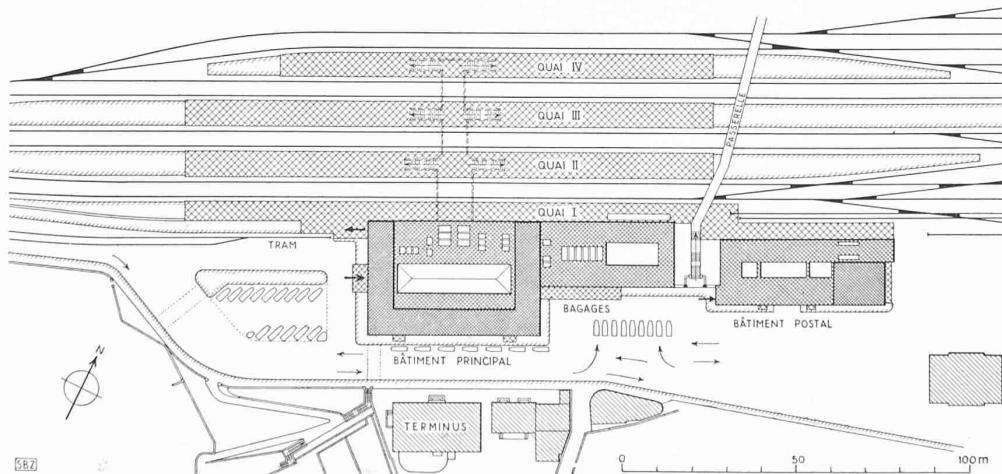 QUAI IV
QUAI III
QUAI II
QUAI I
PASSERELLE
TRAM
BAGAGES
BÂTIMENT PRINCIPAL
BÂTIMENT POSTAL
N
TERMINUS
SBZ
0 50 100 m